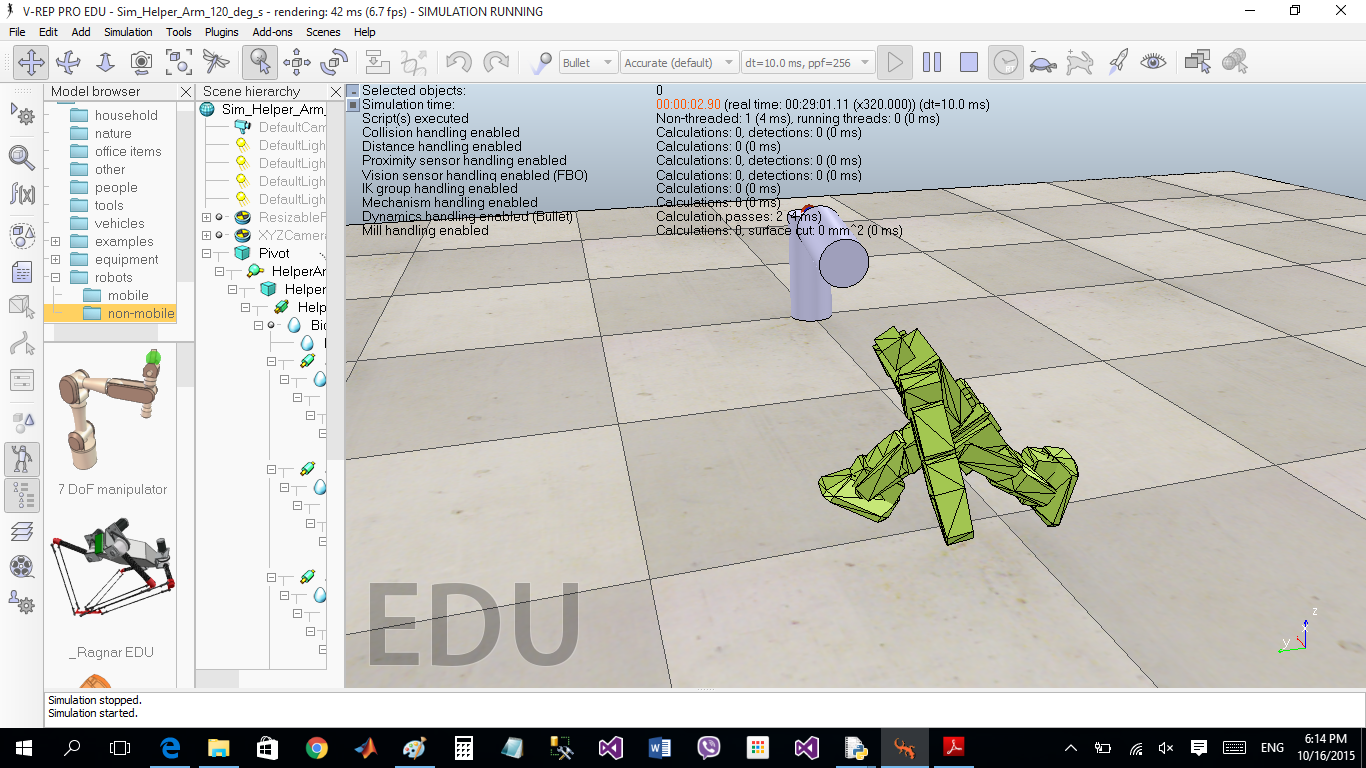 V-REP PRO EDU - Sim_Helper_Arm_120_deg_s - rendering: 42 ms (6.7 fps) - SIMULATION RUNNING
File Edit Add Simulation Tools Plugins Add-ons Scenes Help
Bullet Accurate (default) dt=10.0 ms, ppf=256
Model browser
household
nature
office items
other
people
tools
vehicles
examples
equipment
robots
mobile
non-mobile
7 DoF manipulator
_Ragnar EDU
Scene hierarchy
Sim_Helper_Arm_
DefaultCam
DefaultLigh
DefaultLigh
DefaultLigh
DefaultLigh
ResizableF
XYZCamera
Pivot
HelperAr
Helper
Help
Bio
Selected objects: 0
Simulation time: 00:00:02.90 (real time: 00:29:01.11 (x320.000)) (dt=10.0 ms)
Script(s) executed Non-threaded: 1 (4 ms), running threads: 0 (0 ms)
Collision handling enabled Calculations: 0, detections: 0 (0 ms)
Distance handling enabled Calculations: 0 (0 ms)
Proximity sensor handling enabled Calculations: 0, detections: 0 (0 ms)
Vision sensor handling enabled (FBO) Calculations: 0, detections: 0 (0 ms)
IK group handling enabled Calculations: 0 (0 ms)
Mechanism handling enabled Calculations: 0 (0 ms)
Dynamics handling enabled (Bullet) Calculation passes: 2 (4 ms)
Mill handling enabled Calculations: 0, surface cut: 0 mm^2 (0 ms)
EDU
z
y
Simulation stopped.
Simulation started.
ENG
6:14 PM
10/16/2015